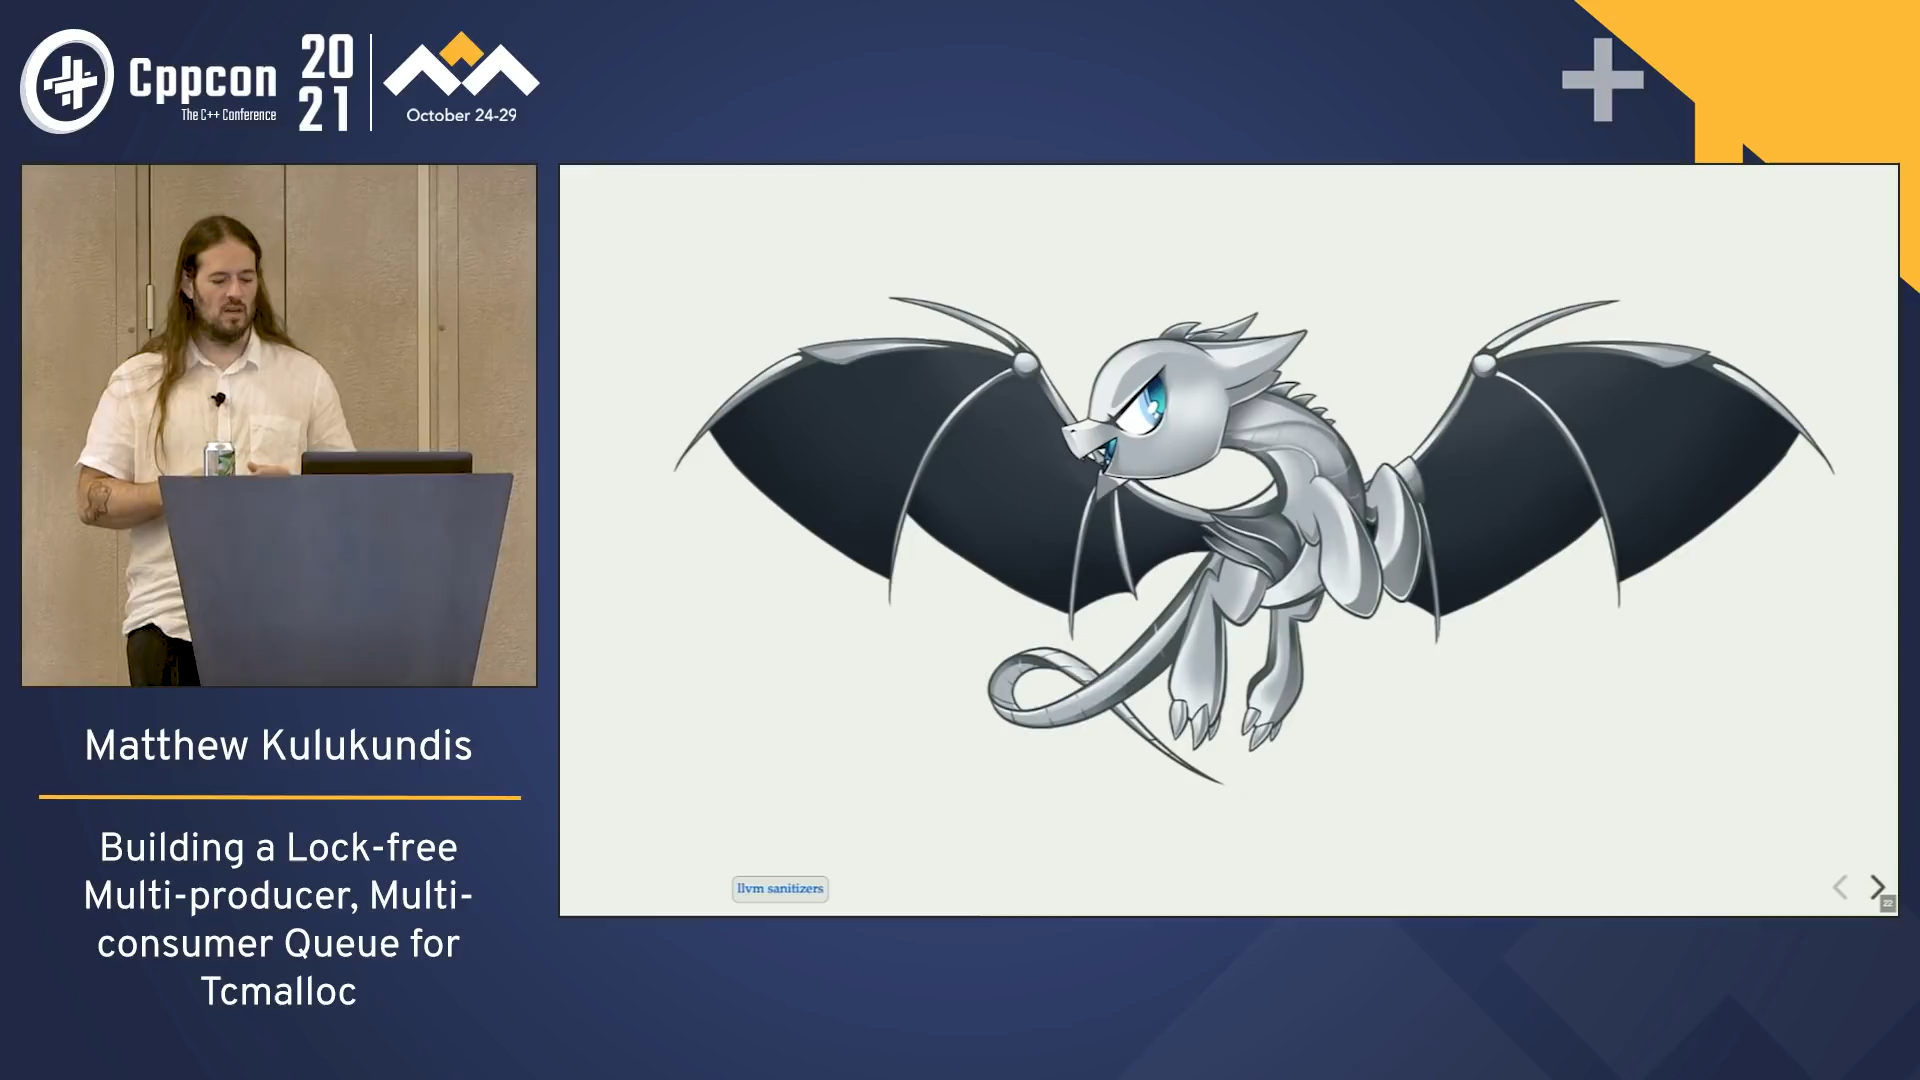 Cppcon
The C++ Conference
20
21
October 24-29
Matthew Kulukundis
Building a Lock-free
Multi-producer, Multi-
consumer Queue for
Tcmalloc
llvm sanitizers
22